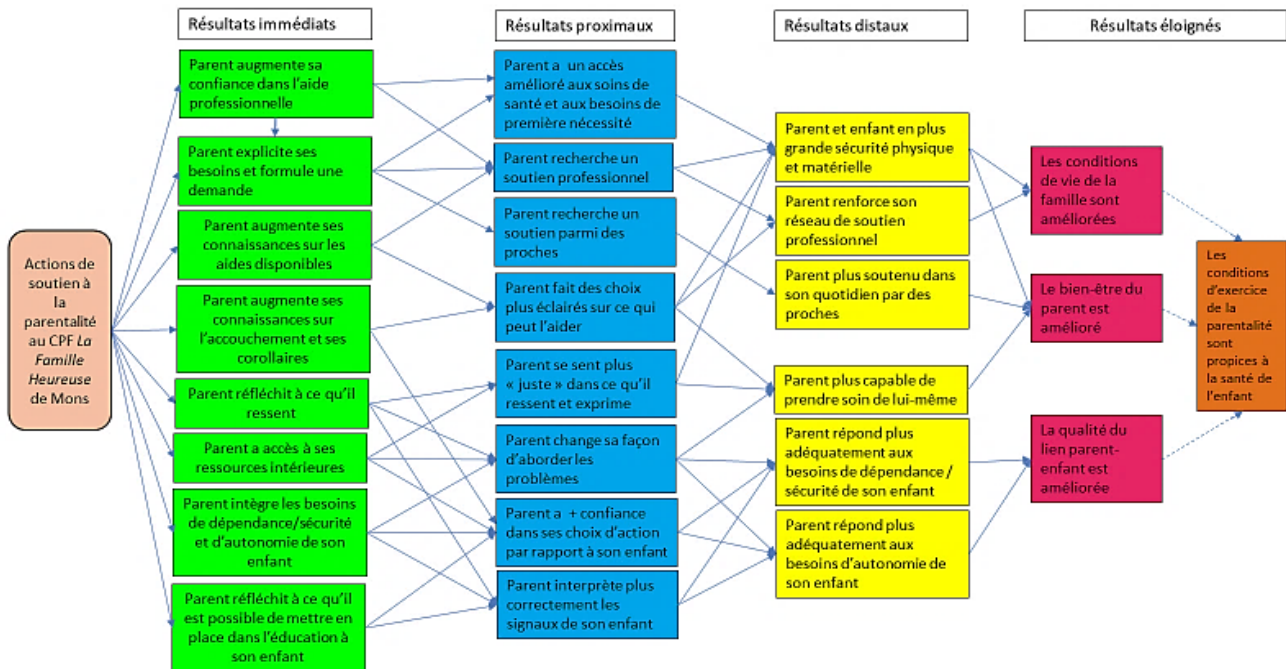 Résultats immédiats
Résultats proximaux
Résultats distaux
Résultats éloignés
Actions de
soutien à
la
parentalité
au CPF La
Famille
Heureuse
de Mons
Parent augmente sa
confiance dans l'aide
professionnelle
Parent explicite ses
besoins et formule une
demande
Parent augmente ses
connaissances sur les
aides disponibles
Parent augmente ses
connaissances sur
l'accouchement et ses
corollaires
Parent réfléchit à ce qu'il
ressent
Parent a accès à ses
ressources intérieures
Parent intègre les besoins
de dépendance/sécurité
et d'autonomie de son
enfant
Parent réfléchit à ce qu'il
est possible de mettre en
place dans l'éducation à
son enfant
Parent a un accès
amélioré aux soins de
santé et aux besoins de
première nécessité
Parent recherche un
soutien professionnel
Parent recherche un
soutien parmi des
proches
Parent fait des choix
plus éclairés sur ce qui
peut l'aider
Parent se sent plus
« juste » dans ce qu'il
ressent et exprime
Parent change sa façon
d'aborder les
problèmes
Parent a + confiance
dans ses choix d'action
par rapport à son enfant
Parent interprète plus
correctement les
signaux de son enfant
Parent et enfant en plus
grande sécurité physique
et matérielle
Parent renforce son
réseau de soutien
professionnel
Parent plus soutenu dans
son quotidien par des
proches
Parent plus capable de
prendre soin de lui-même
Parent répond plus
adéquatement aux
besoins de dépendance /
sécurité de son enfant
Parent répond plus
adéquatement aux
besoins d'autonomie de
son enfant
Les conditions
de vie de la
famille sont
améliorées
Le bien-être du
parent est
amélioré
La qualité du
lien parent-
enfant est
améliorée
Les
conditions
d'exercice
de la
parentalité
sont
propices à
la santé de
l'enfant